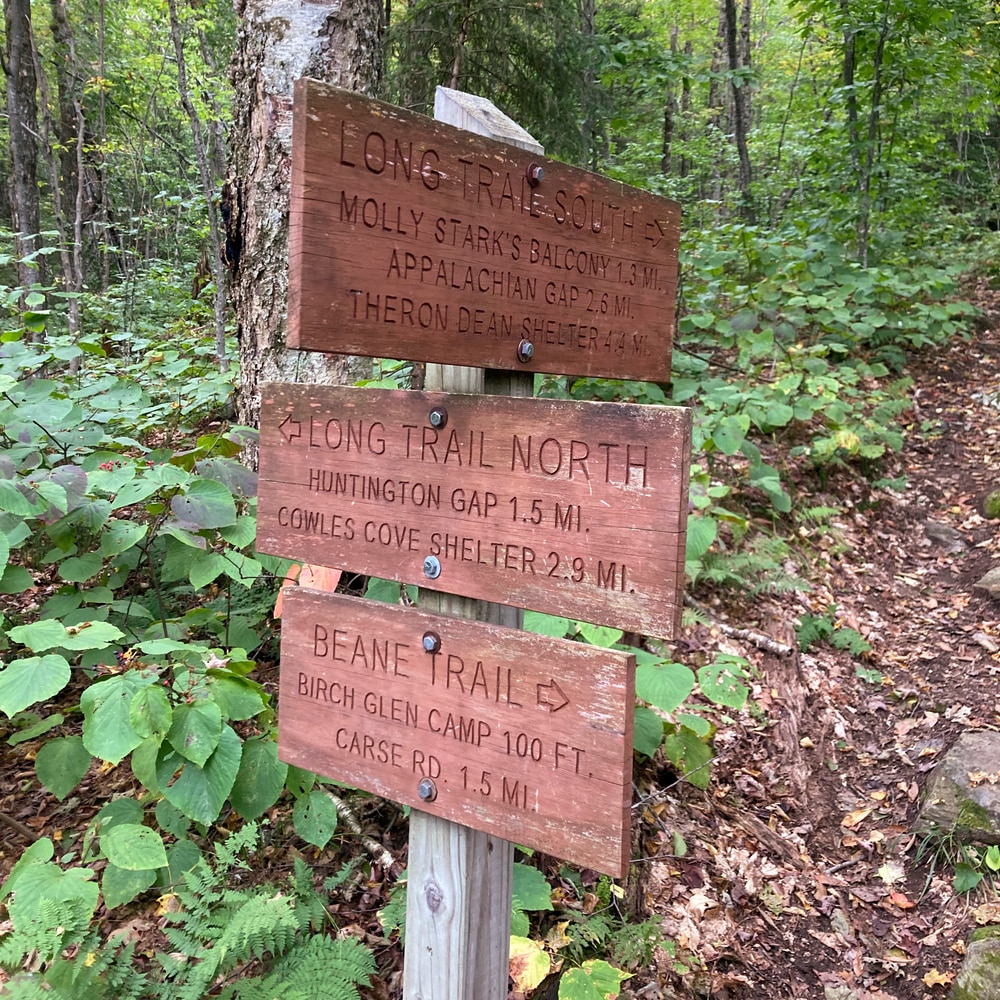 LONG TRAIL SOUTH ⇨
MOLLY STARK'S BALCONY 1.3 MI.
APPALACHIAN GAP 2.6 MI.
THERON DEAN SHELTER 4.4 MI.
⇦ LONG TRAIL NORTH
HUNTINGTON GAP 1.5 MI.
COWLES COVE SHELTER 2.9 MI.
BEANE TRAIL ⇨
BIRCH GLEN CAMP 100 FT.
CARSE RD. 1.5 MI.